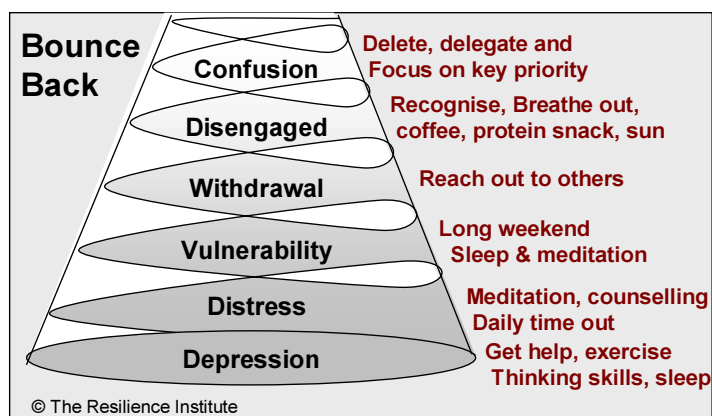 Bounce
Back
Confusion
Delete, delegate and
Focus on key priority
Disengaged
Recognise, Breathe out,
coffee, protein snack, sun
Withdrawal
Reach out to others
Vulnerability
Long weekend
Sleep & meditation
Distress
Meditation, counselling
Daily time out
Depression
Get help, exercise
Thinking skills, sleep
© The Resilience Institute